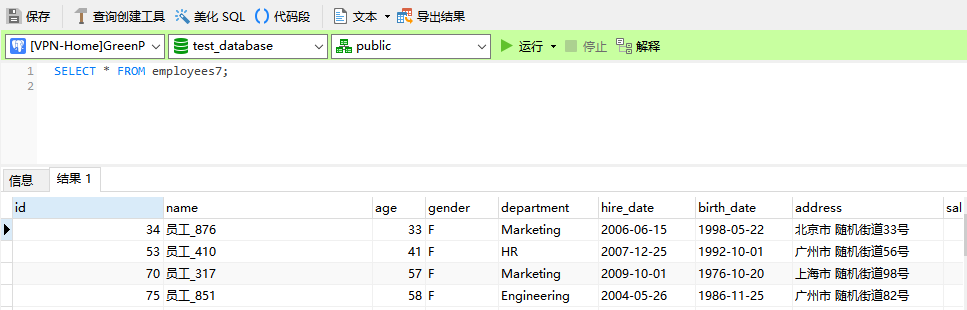 保存 查询创建工具 美化 SQL 代码段 文本 导出结果
[VPN-Home]GreenP test_database public 运行 停止 解释
1 SELECT * FROM employees7;
2
信息 结果 1
id name age gender department hire_date birth_date address sal
34 员工_876 33 F Marketing 2006-06-15 1998-05-22 北京市 随机街道33号
53 员工_410 41 F HR 2007-12-25 1992-10-01 广州市 随机街道56号
70 员工_317 57 F Marketing 2009-10-01 1976-10-20 上海市 随机街道98号
75 员工_851 58 F Engineering 2004-05-26 1986-11-25 广州市 随机街道82号